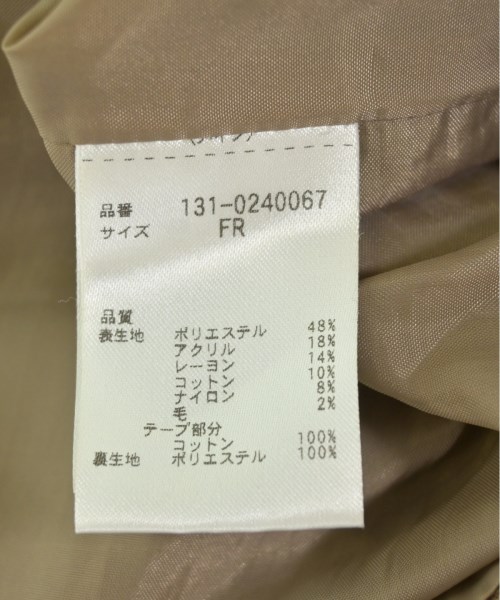 品番 131-0240067
サイズ FR
品質
表生地 ポリエステル 48%
アクリル 18%
レーヨン 14%
コットン 10%
ナイロン 8%
毛 2%
テープ部分
コットン 100%
裏生地 ポリエステル 100%